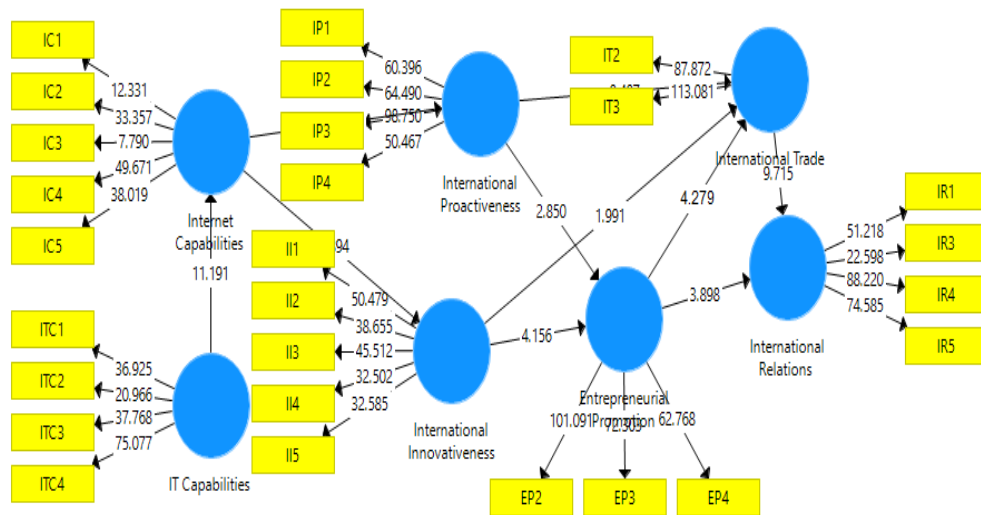 IC1
IC2
IC3
IC4
IC5
12.331
33.357
7.790
49.671
38.019
Internet
Capabilities
11.191
ITC1
ITC2
ITC3
ITC4
36.925
20.966
37.768
75.077
IT Capabilities
IP1
IP2
IP3
IP4
60.396
64.490
98.750
50.467
International
Proactiveness
2.850
II1
II2
II3
II4
II5
50.479
38.655
45.512
32.502
32.585
International
Innovativeness
4.156
1.991
IT2
IT3
87.872
113.081
International Trade
9.715
4.279
3.898
Entrepreneurial
Promotion
101.091
62.768
EP2
EP3
EP4
International
Relations
51.218
22.598
88.220
74.585
IR1
IR3
IR4
IR5